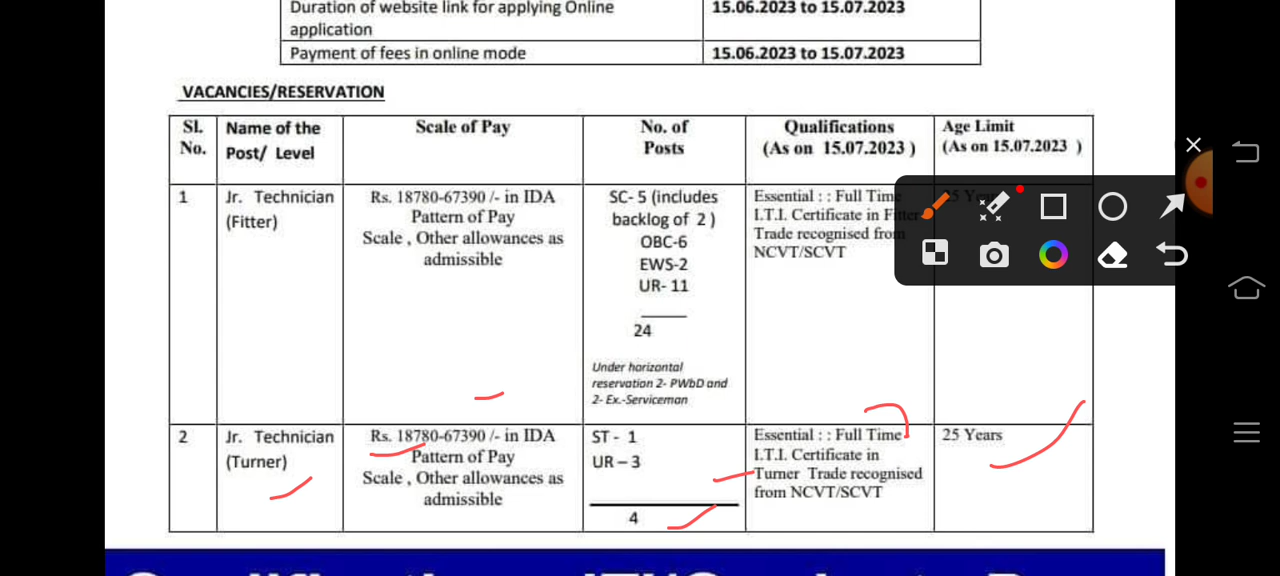 Duration of website link for applying Online 15.06.2023 to 15.07.2023
application
Payment of fees in online mode 15.06.2023 to 15.07.2023
VACANCIES/RESERVATION
Sl. No.
Name of the Post/ Level
Scale of Pay
No. of Posts
Qualifications
(As on 15.07.2023 )
Age Limit
(As on 15.07.2023 )
1
Jr. Technician
(Fitter)
Rs. 18780-67390 /- in IDA
Pattern of Pay
Scale , Other allowances as
admissible
SC- 5 (includes
backlog of 2 )
OBC-6
EWS-2
UR- 11
24
Under horizontal
reservation 2- PWbD and
2- Ex.-Serviceman
Essential : : Full Time
I.T.I. Certificate in Fitter
Trade recognised from
NCVT/SCVT
2
Jr. Technician
(Turner)
Rs. 18780-67390 /- in IDA
Pattern of Pay
Scale , Other allowances as
admissible
ST - 1
UR – 3
4
Essential : : Full Time
I.T.I. Certificate in
Turner Trade recognised
from NCVT/SCVT
25 Years